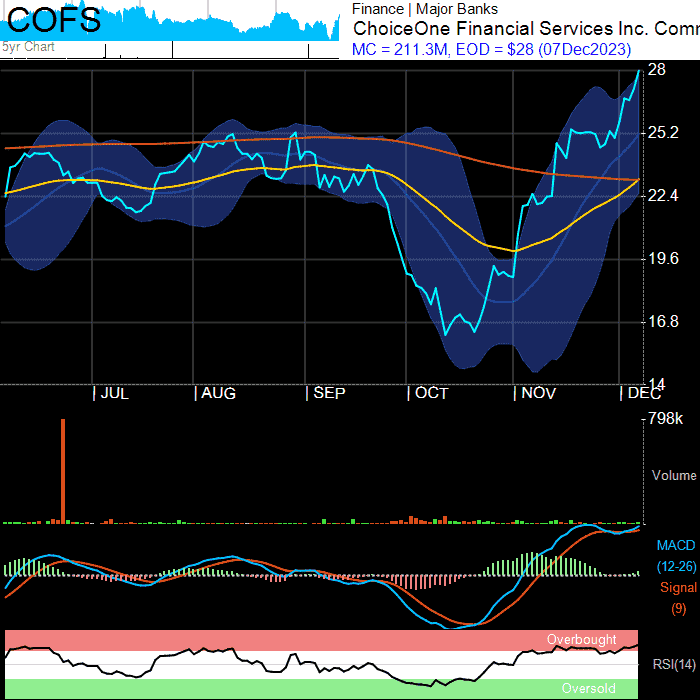 COFS
5yr Chart
Finance | Major Banks
ChoiceOne Financial Services Inc. Comm
MC = 211.3M, EOD = $28 (07Dec2023)
28
25.2
22.4
19.6
16.8
14
JUL AUG SEP OCT NOV DEC
798k
Volume
MACD
(12-26)
Signal
(9)
Overbought
RSI(14)
Oversold